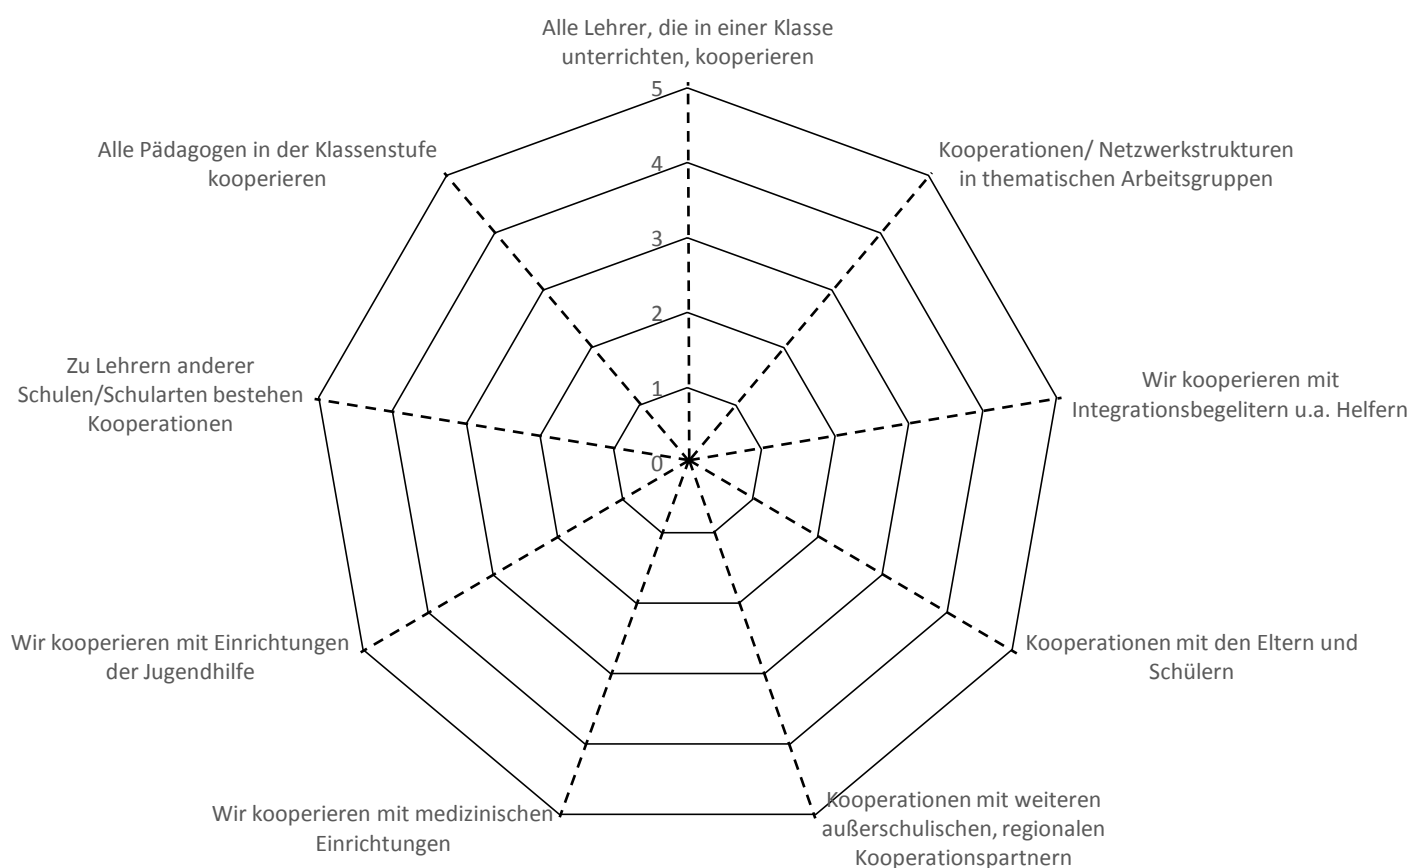 Alle Lehrer, die in einer Klasse
unterrichten, kooperieren
5
Kooperationen/ Netzwerkstrukturen
in thematischen Arbeitsgruppen
Alle Pädagogen in der Klassenstufe
kooperieren
4
3
2
1
0
Zu Lehrern anderer
Schulen/Schularten bestehen
Kooperationen
Wir kooperieren mit
Integrationsbegelitern u.a. Helfern
Wir kooperieren mit Einrichtungen
der Jugendhilfe
Kooperationen mit den Eltern und
Schülern
Wir kooperieren mit medizinischen
Einrichtungen
Kooperationen mit weiteren
außerschulischen, regionalen
Kooperationspartnern